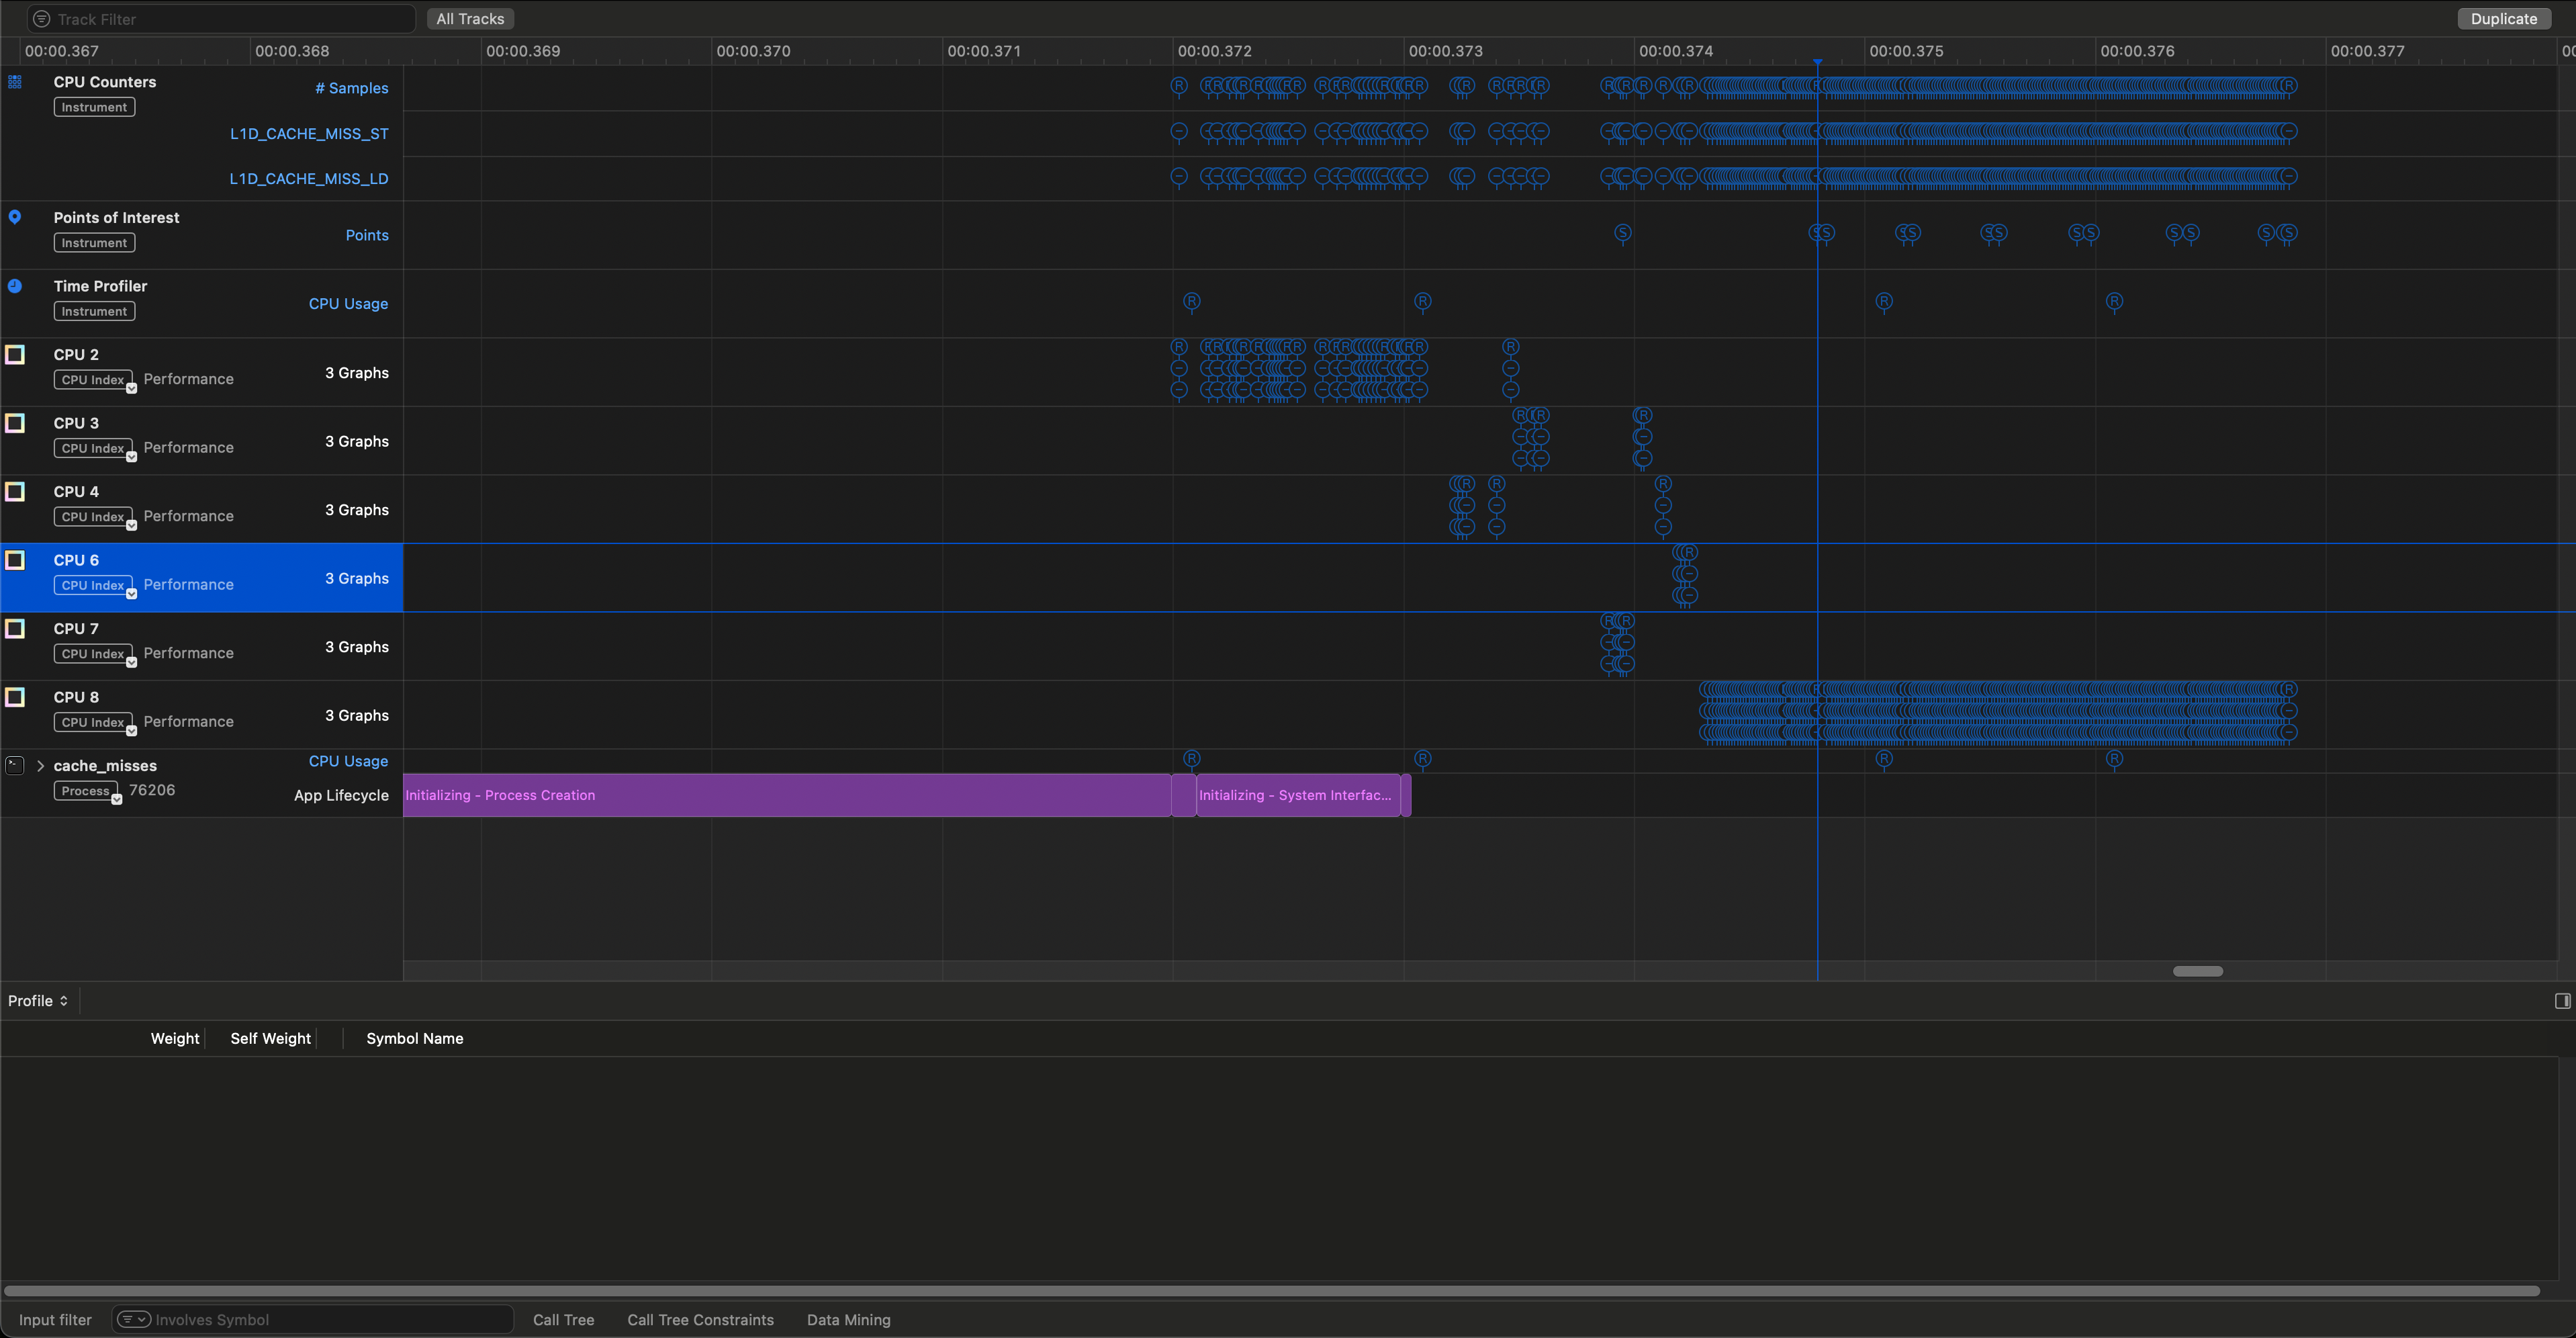 Track Filter All Tracks Duplicate
00:00.367 00:00.368 00:00.369 00:00.370 00:00.371 00:00.372 00:00.373 00:00.374 00:00.375 00:00.376 00:00.377
CPU Counters # Samples
Instrument
L1D_CACHE_MISS_ST
L1D_CACHE_MISS_LD
Points of Interest Points
Instrument
Time Profiler CPU Usage
Instrument
CPU 2 3 Graphs
CPU Index Performance
CPU 3 3 Graphs
CPU Index Performance
CPU 4 3 Graphs
CPU Index Performance
CPU 6 3 Graphs
CPU Index Performance
CPU 7 3 Graphs
CPU Index Performance
CPU 8 3 Graphs
CPU Index Performance
cache_misses CPU Usage
Process 76206 App Lifecycle
Initializing - Process Creation Initializing - System Interfac...
Profile
Weight Self Weight Symbol Name
Input filter Involves Symbol Call Tree Call Tree Constraints Data Mining